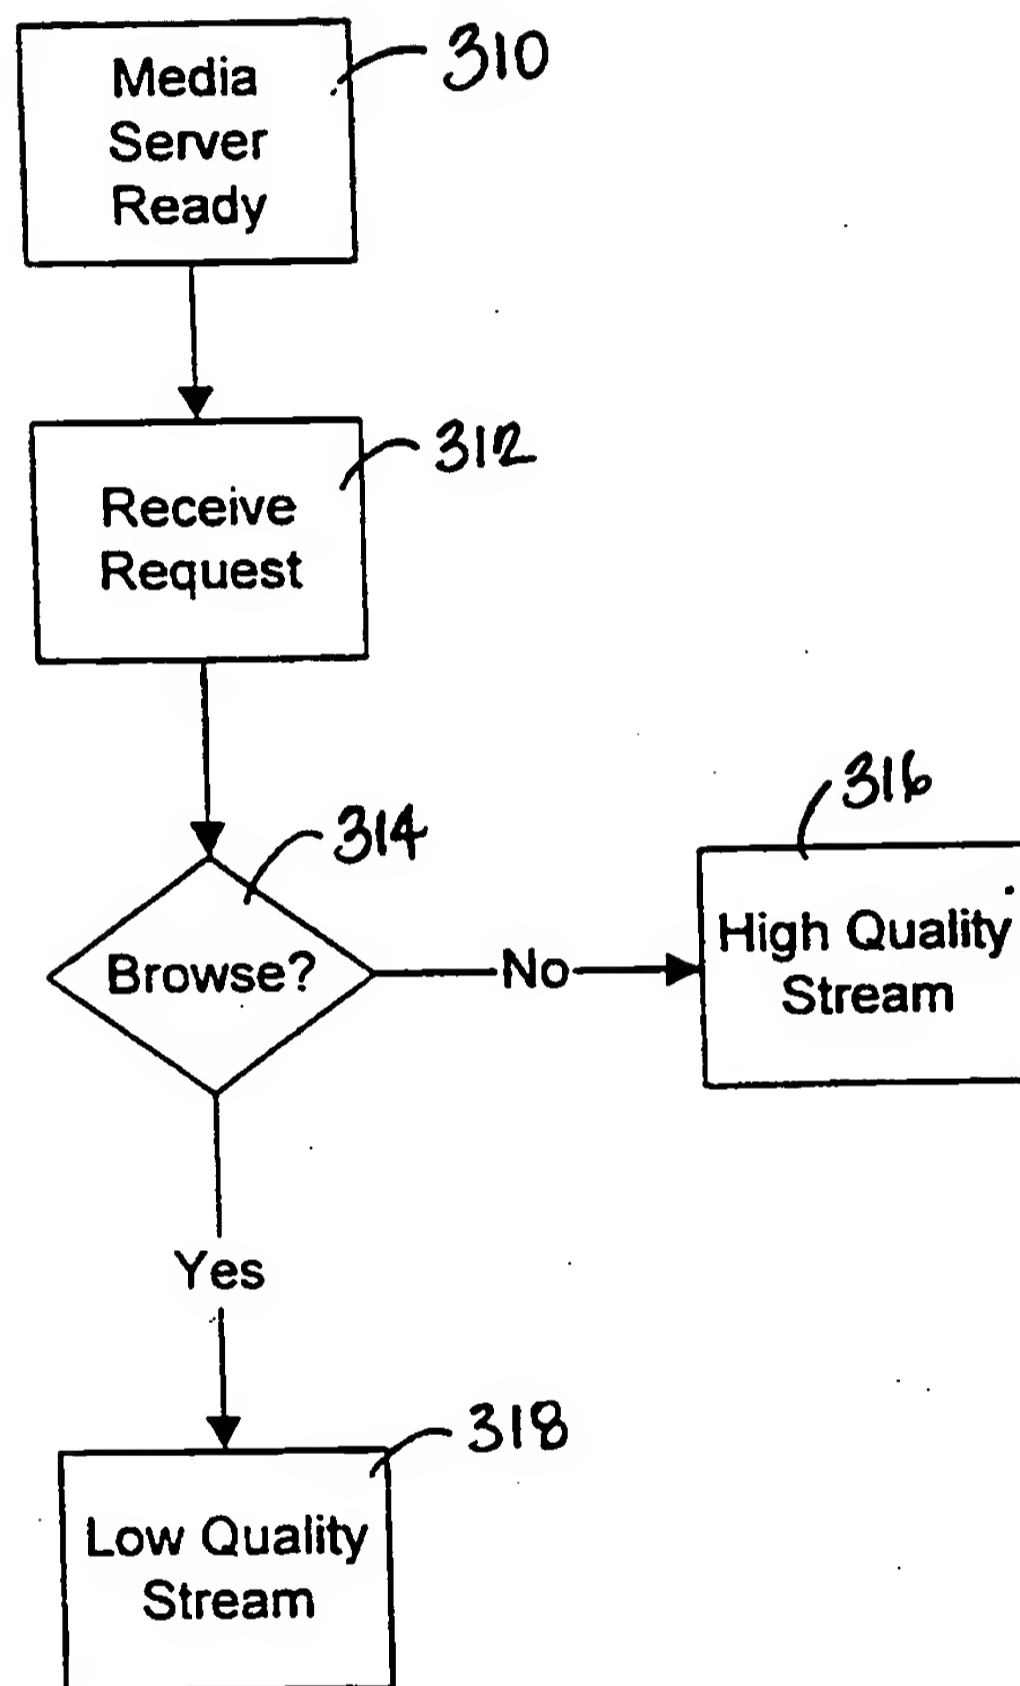 310
Media
Server
Ready
312
Receive
Request
314
Browse?
No
316
High Quality
Stream
Yes
318
Low Quality
Stream